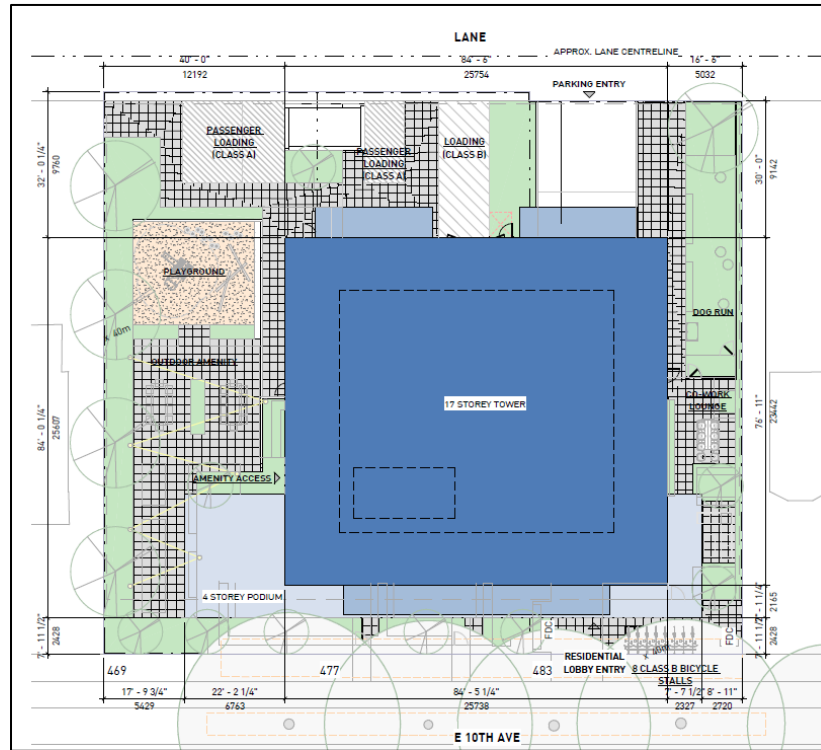 LANE
APPROX. LANE CENTRELINE
40' - 0"
84' - 6"
16' - 6"
12192
25754
5032
PARKING ENTRY
PASSENGER
LOADING
(CLASS A)
PASSENGER
LOADING
(CLASS A)
LOADING
(CLASS B)
32' - 0 1/4"
9760
30' - 0"
9142
PLAYGROUND
40m
DOG RUN
OUTDOOR AMENITY
CO-WORK
LOUNGE
17 STOREY TOWER
84' - 0 1/4"
25607
76' - 11"
23442
AMENITY ACCESS
4 STOREY PODIUM
7' - 1 1/4"
2165
7' - 11 1/2"
2428
7' - 11 1/2"
2428
FDC
FDC
40m
RESIDENTIAL
LOBBY ENTRY
8 CLASS B BICYCLE
STALLS
469
477
483
17' - 9 3/4"
22' - 2 1/4"
84' - 5 1/4"
7' - 7 1/2"
8' - 11"
5429
6763
25738
2327
2720
E 10TH AVE